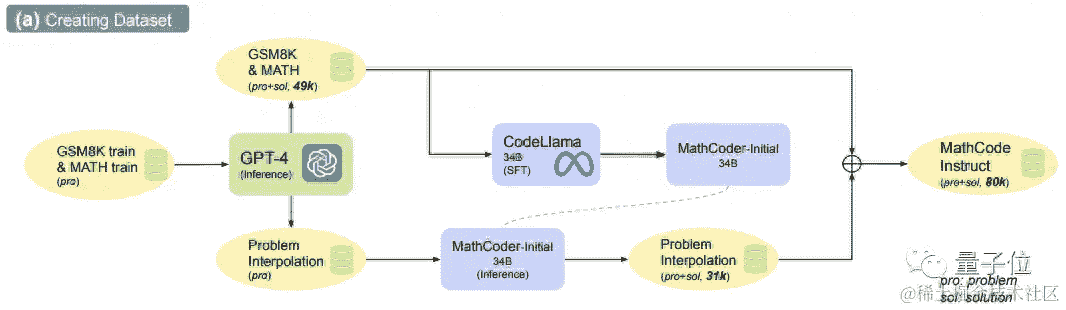 (a) Creating Dataset
GSM8K
& MATH
(pro+sol, 49k)
GSM8K train
& MATH train
(pro)
GPT-4
(Inference)
CodeLlama
34B
(SFT)
MathCoder-Initial
34B
MathCode
Instruct
(pro+sol, 80k)
Problem
Interpolation
(pro)
MathCoder-Initial
34B
(Inference)
Problem
Interpolation
(pro+sol, 31k)
量子位
pro: problem
@稀土掘金技术社区
sol: solution